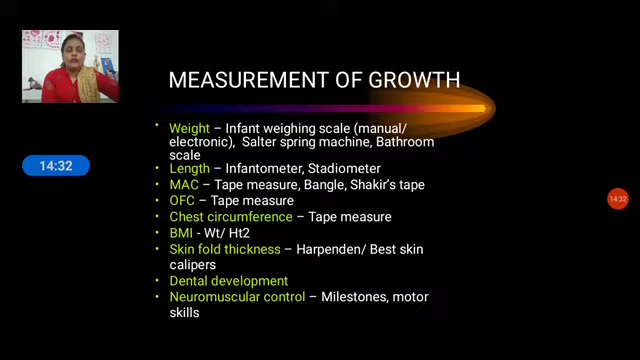 MEASUREMENT OF GROWTH
• Weight – Infant weighing scale (manual/
electronic), Salter spring machine, Bathroom
scale
14:32
• Length – Infantometer, Stadiometer
• MAC – Tape measure, Bangle, Shakir's tape
• OFC – Tape measure
14:32
• Chest circumference – Tape measure
• BMI - Wt/ Ht2
• Skin fold thickness – Harpenden/ Best skin
calipers
• Dental development
• Neuromuscular control – Milestones, motor
skills